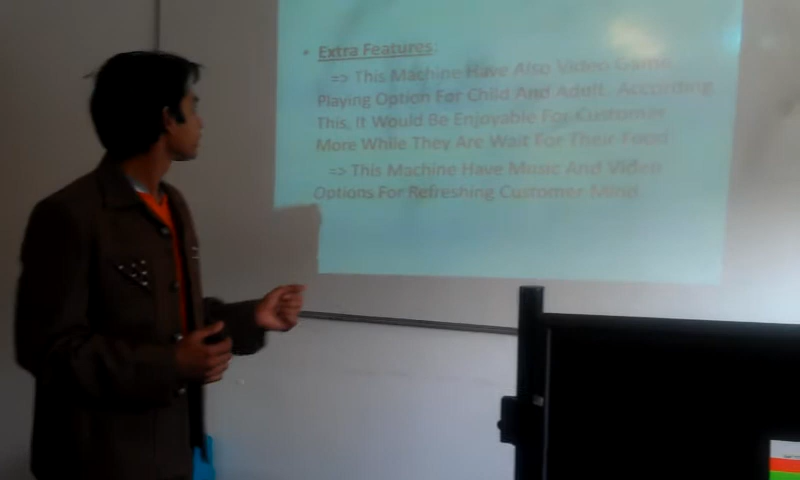 • Extra Features:
=> This Machine Have Also Video Game
Playing Option For Child And Adult. According
This, It Would Be Enjoyable For Customer
More While They Are Wait For Their Food
=> This Machine Have Music And Video
Options For Refreshing Customer Mind